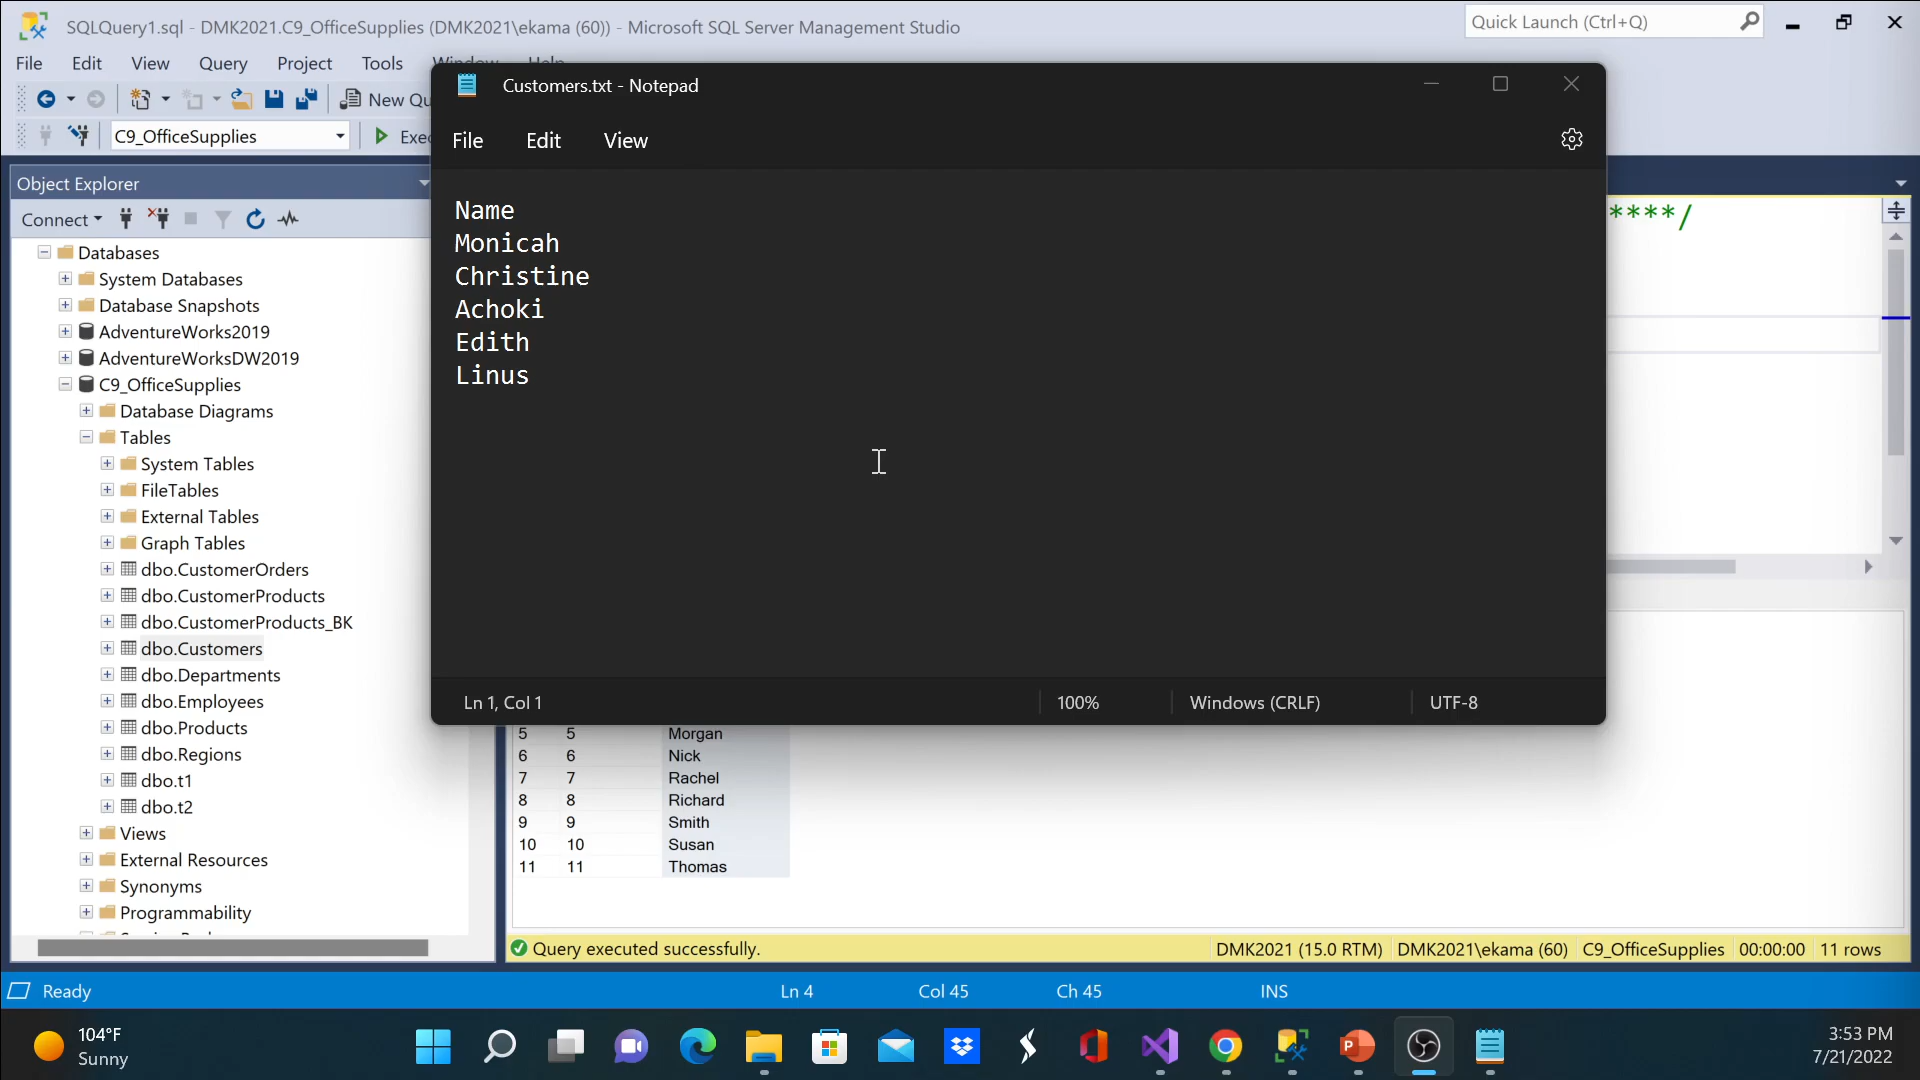 SQLQuery1.sql - DMK2021.C9_OfficeSupplies (DMK2021\ekama (60)) - Microsoft SQL Server Management Studio
Quick Launch (Ctrl+Q)
File Edit View Query Project Tools Window Help
New Qu
C9_OfficeSupplies
Exec
Customers.txt - Notepad
File Edit View
Name
Monicah
Christine
Achoki
Edith
Linus
Ln 1, Col 1
100%
Windows (CRLF)
UTF-8
****/
Object Explorer
Connect
Databases
System Databases
Database Snapshots
AdventureWorks2019
AdventureWorksDW2019
C9_OfficeSupplies
Database Diagrams
Tables
System Tables
FileTables
External Tables
Graph Tables
dbo.CustomerOrders
dbo.CustomerProducts
dbo.CustomerProducts_BK
dbo.Customers
dbo.Departments
dbo.Employees
dbo.Products
dbo.Regions
dbo.t1
dbo.t2
Views
External Resources
Synonyms
Programmability
5 5 Morgan
6 6 Nick
7 7 Rachel
8 8 Richard
9 9 Smith
10 10 Susan
11 11 Thomas
Query executed successfully.
DMK2021 (15.0 RTM)
DMK2021\ekama (60)
C9_OfficeSupplies
00:00:00
11 rows
Ready
Ln 4
Col 45
Ch 45
INS
104°F
Sunny
3:53 PM
7/21/2022